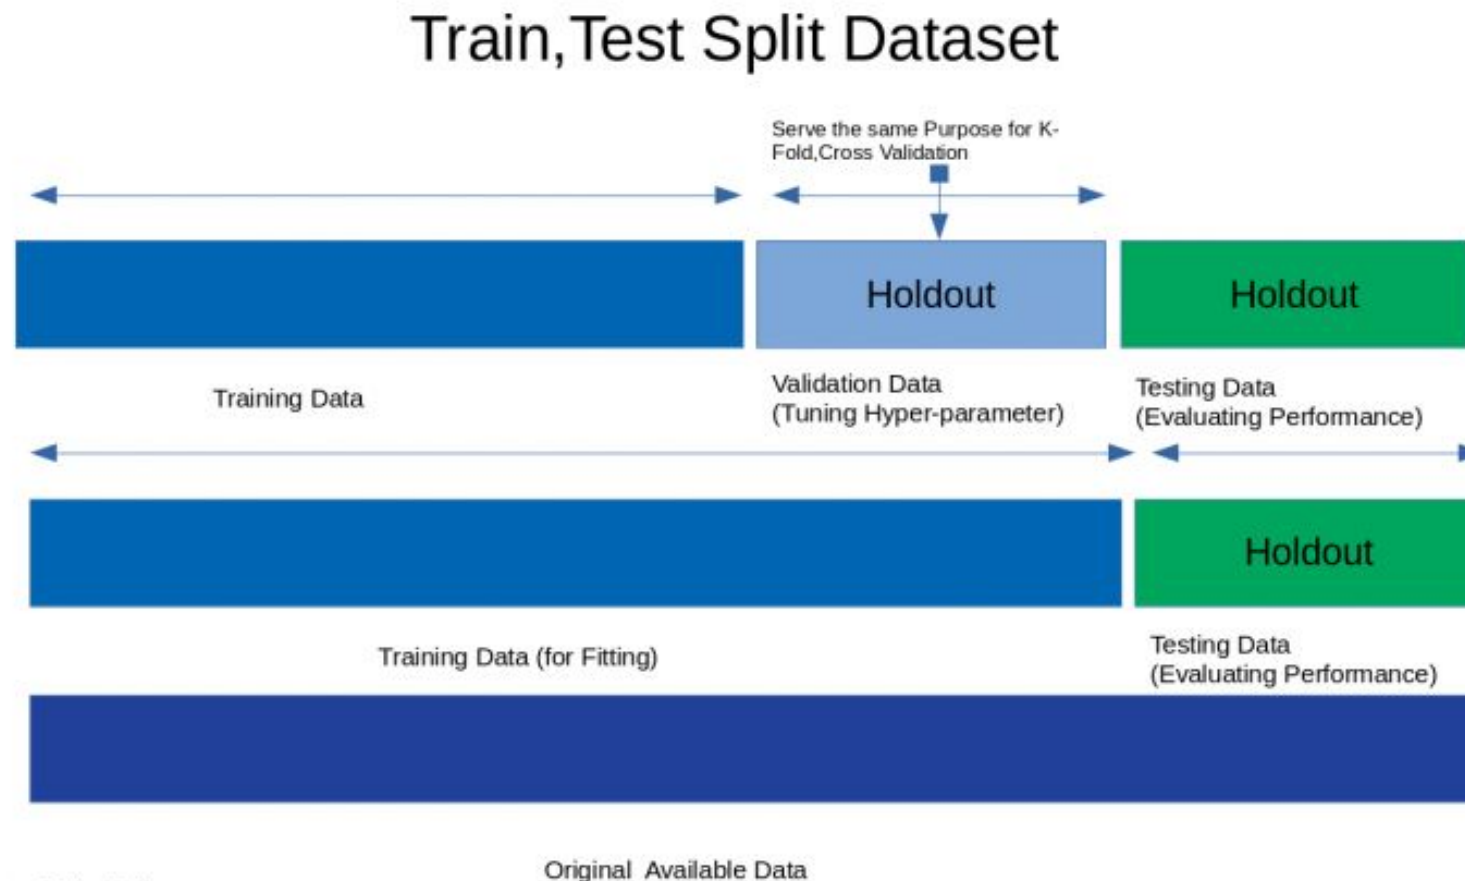 Train,Test Split Dataset
Serve the same Purpose for K-
Fold,Cross Validation
Holdout
Holdout
Training Data
Validation Data
(Tuning Hyper-parameter)
Testing Data
(Evaluating Performance)
Holdout
Training Data (for Fitting)
Testing Data
(Evaluating Performance)
Original  Available Data